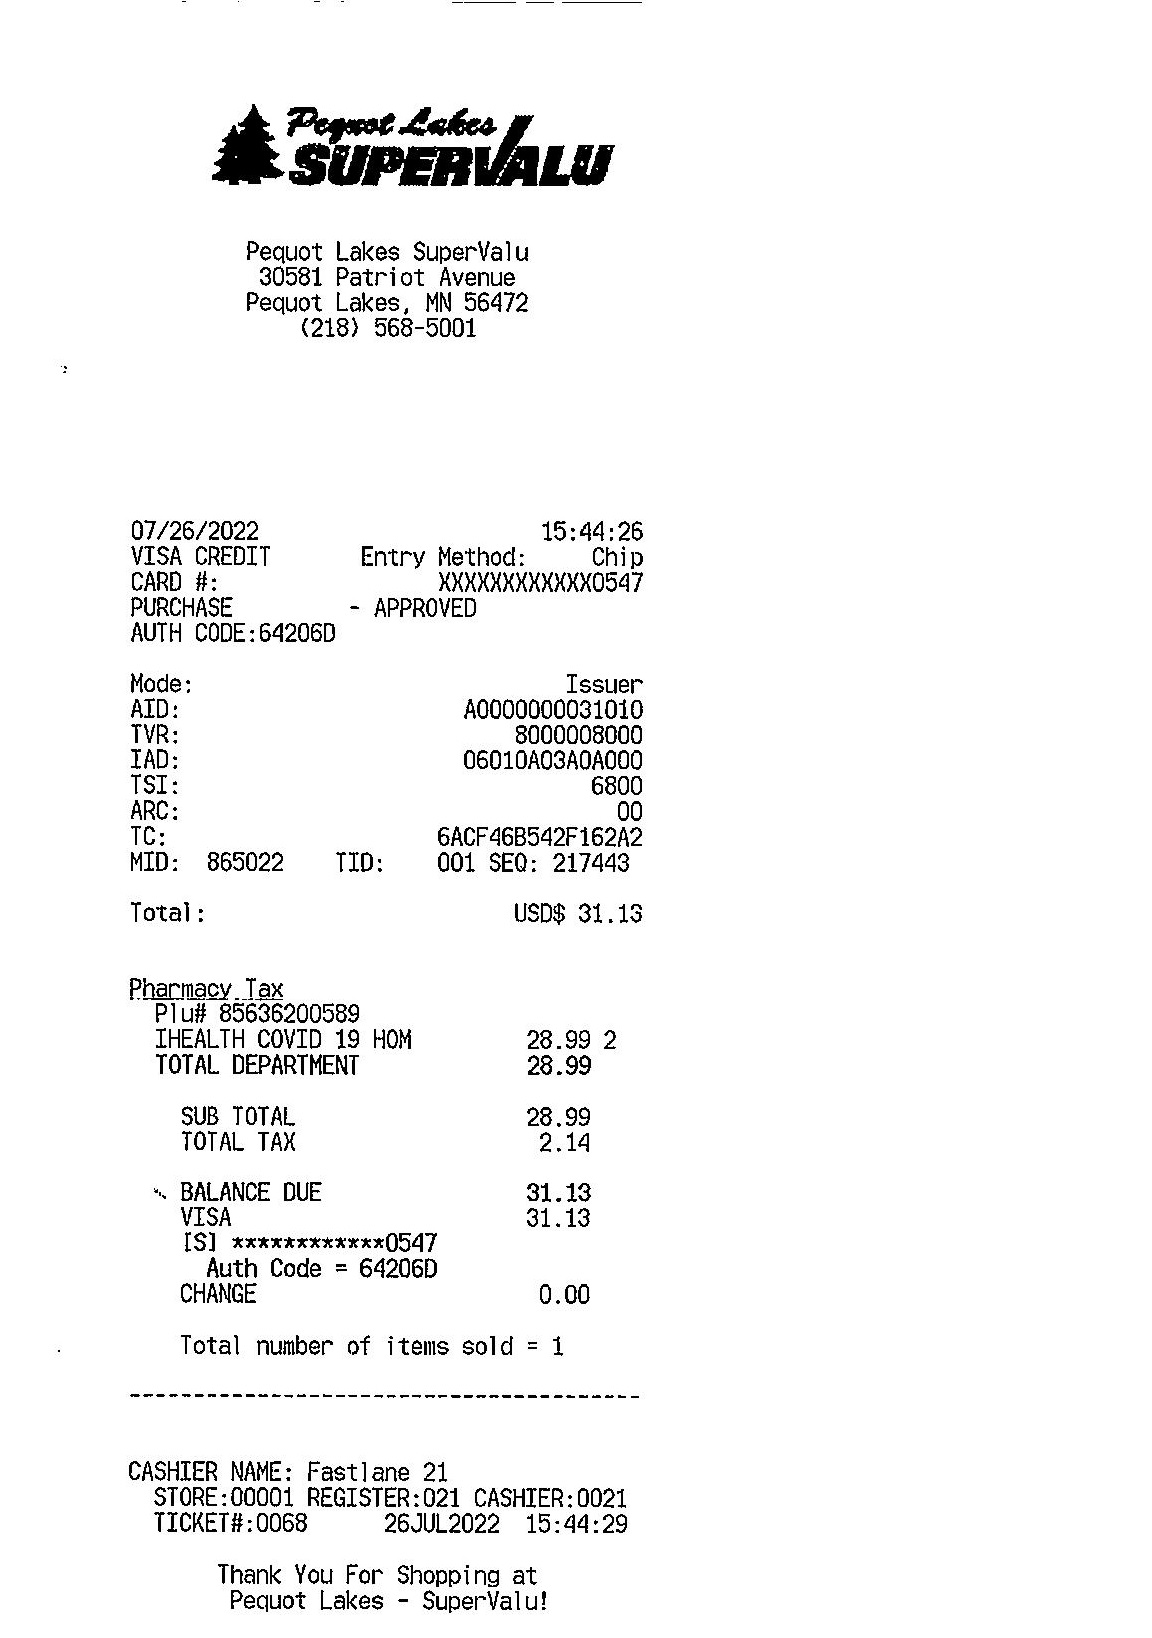 Pequot Lakes
SUPERVALU
Pequot Lakes SuperValu
30581 Patriot Avenue
Pequot Lakes, MN 56472
(218) 568-5001
07/26/2022 15:44:26
VISA CREDIT Entry Method: Chip
CARD #: XXXXXXXXXXXX0547
PURCHASE - APPROVED
AUTH CODE:64206D
Mode: Issuer
AID: A0000000031010
TVR: 8000008000
IAD: 06010A03A0A000
TSI: 6800
ARC: 00
TC: 6ACF46B542F162A2
MID: 865022 TID: 001 SEQ: 217443
Total: USD$ 31.13
Pharmacy Tax
Plu# 85636200589
IHEALTH COVID 19 HOM 28.99 2
TOTAL DEPARTMENT 28.99
SUB TOTAL 28.99
TOTAL TAX 2.14
BALANCE DUE 31.13
VISA 31.13
[S] ************0547
Auth Code = 64206D
CHANGE 0.00
Total number of items sold = 1
----------------------------------------
CASHIER NAME: Fastlane 21
STORE:00001 REGISTER:021 CASHIER:0021
TICKET#:0068 26JUL2022 15:44:29
Thank You For Shopping at
Pequot Lakes - SuperValu!